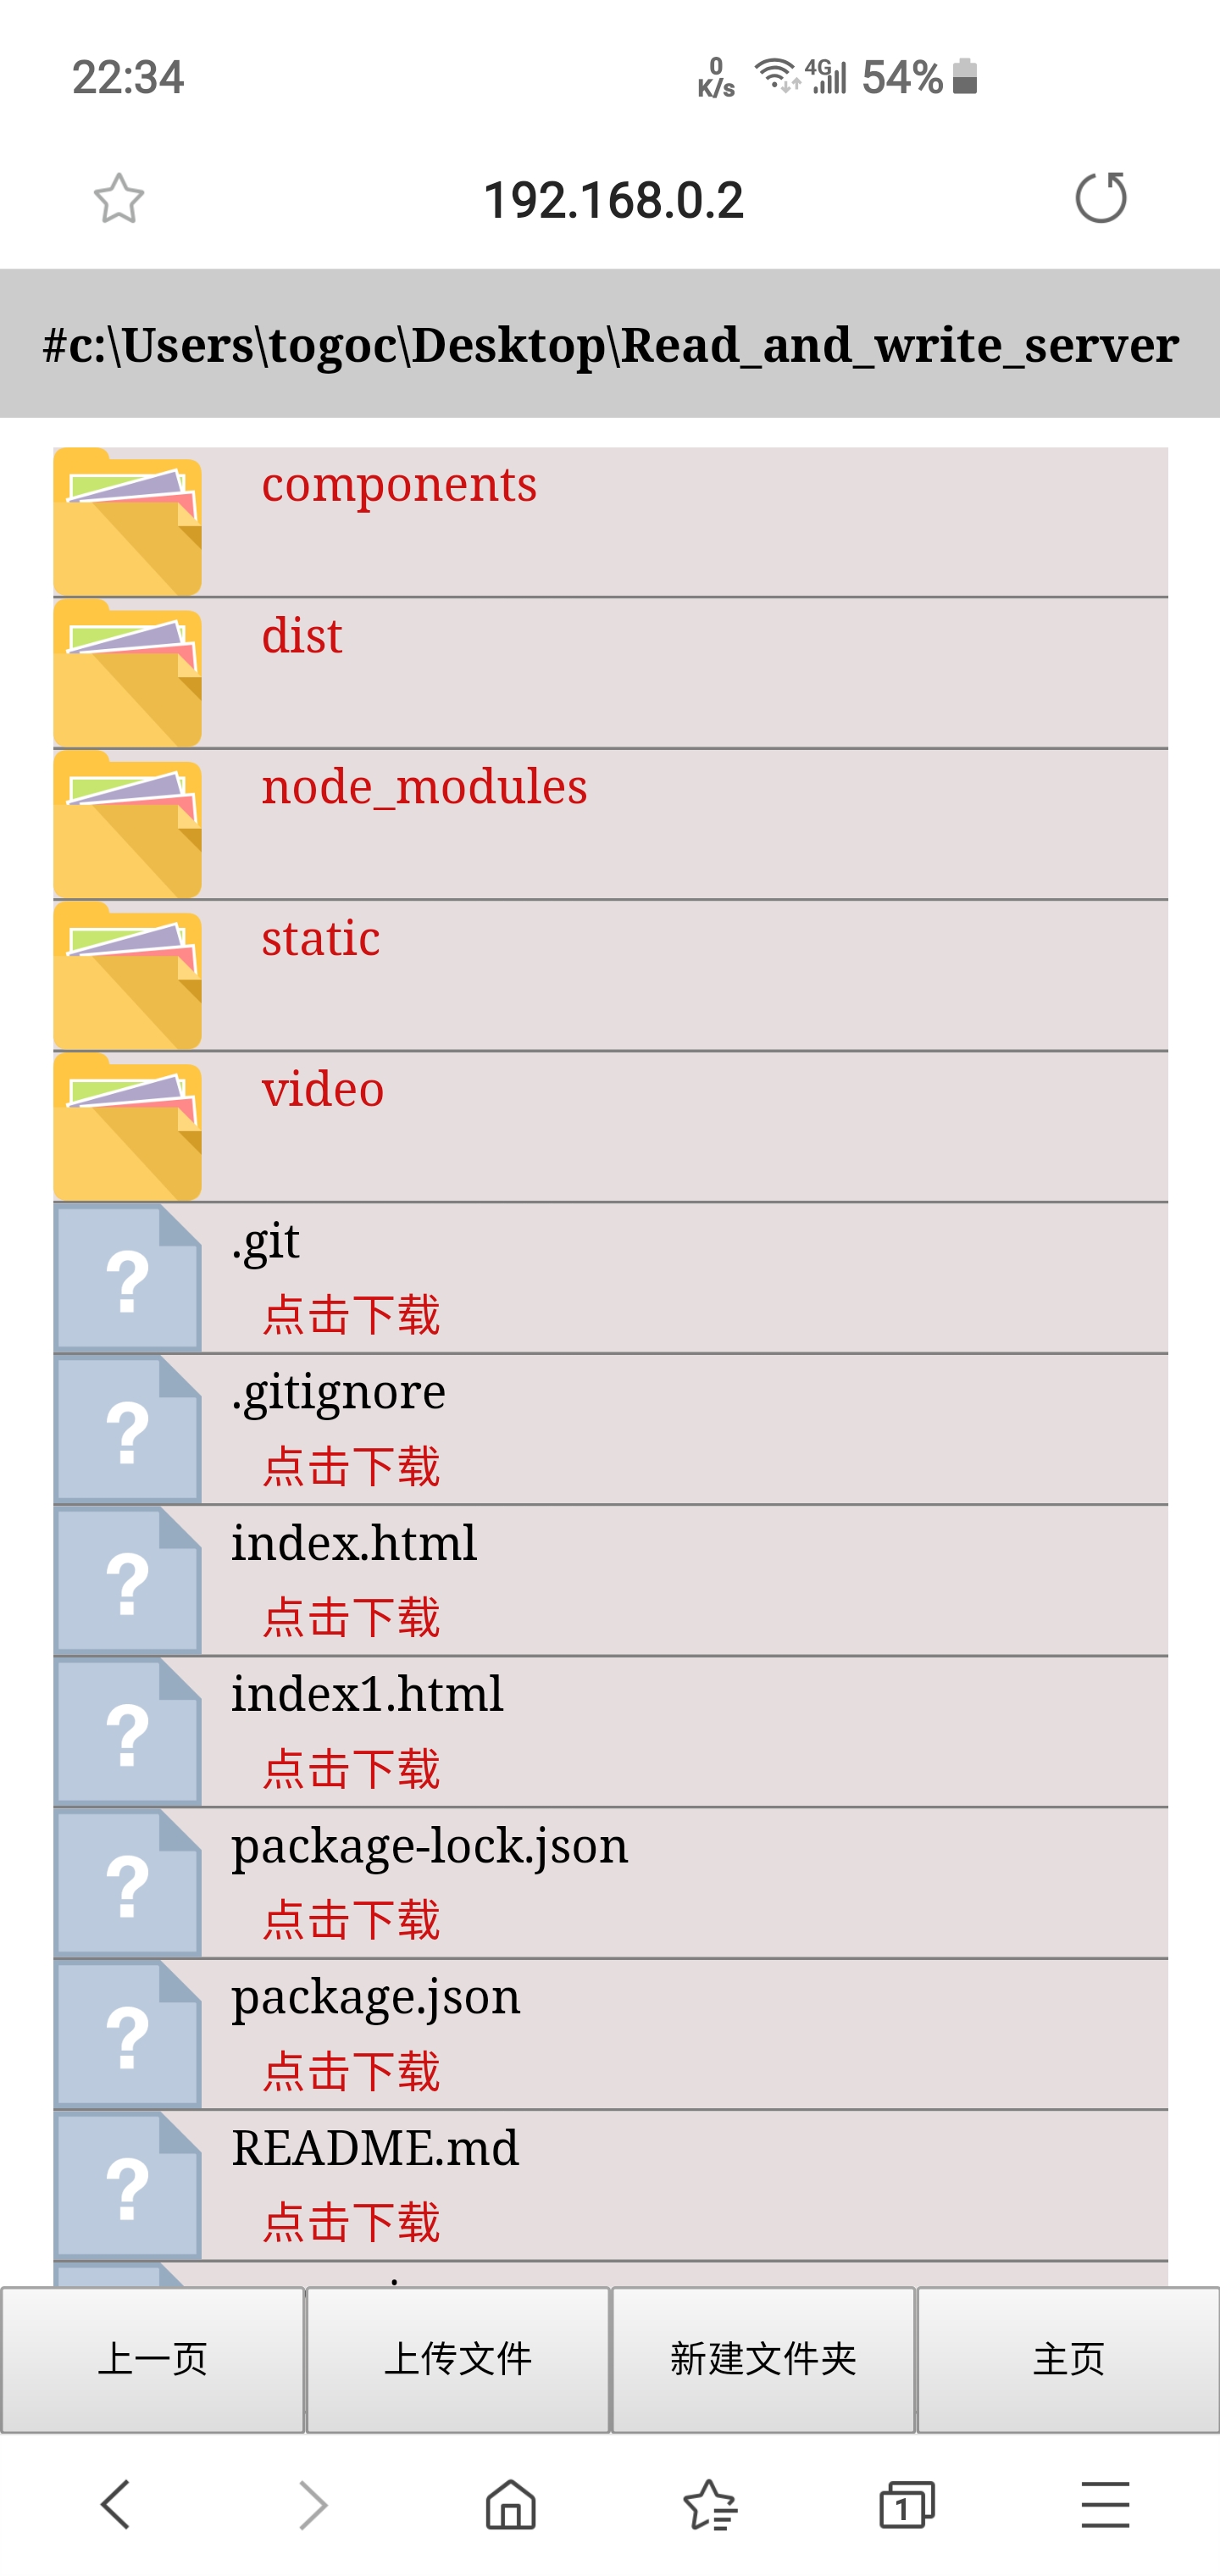 22:34
0 K/s 4G 54%
192.168.0.2
#c:\Users\togoc\Desktop\Read_and_write_server
components
dist
node_modules
static
video
.git
点击下载
.gitignore
点击下载
index.html
点击下载
index1.html
点击下载
package-lock.json
点击下载
package.json
点击下载
README.md
点击下载
上一页 上传文件 新建文件夹 主页
1